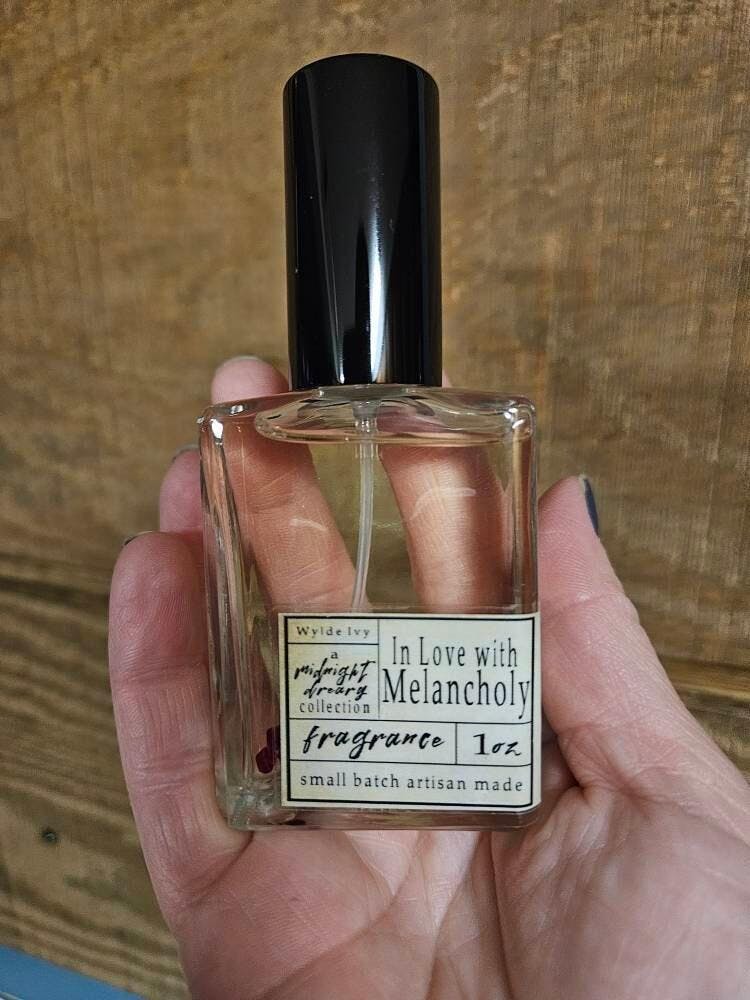 Wylde Ivy
a
midnight
dreary
collection
In Love with
Melancholy
fragrance
1oz
small batch artisan made